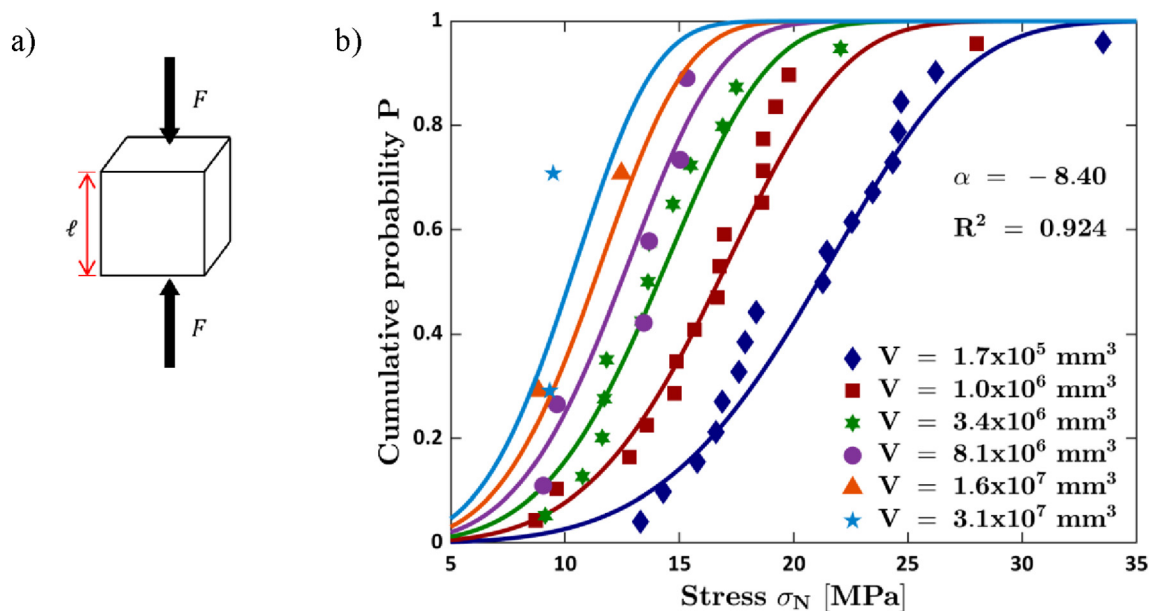 a)
F
ℓ
F
b)
Cumulative probability P
1
0.8
0.6
0.4
0.2
0
5 10 15 20 25 30 35
Stress σN [MPa]
α = −8.40
R² = 0.924
V = 1.7x10⁵ mm³
V = 1.0x10⁶ mm³
V = 3.4x10⁶ mm³
V = 8.1x10⁶ mm³
V = 1.6x10⁷ mm³
V = 3.1x10⁷ mm³